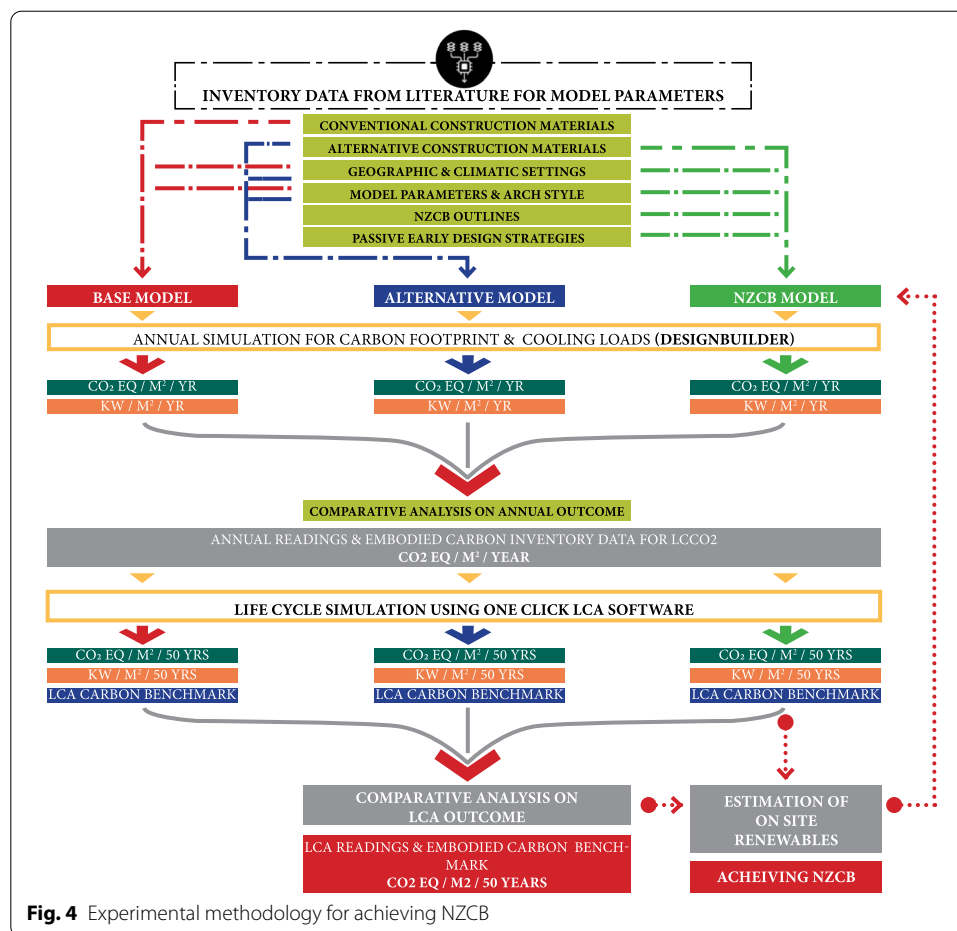 INVENTORY DATA FROM LITERATURE FOR MODEL PARAMETERS
CONVENTIONAL CONSTRUCTION MATERIALS
ALTERNATIVE CONSTRUCTION MATERIALS
GEOGRAPHIC & CLIMATIC SETTINGS
MODEL PARAMETERS & ARCH STYLE
NZCB OUTLINES
PASSIVE EARLY DESIGN STRATEGIES
BASE MODEL
ALTERNATIVE MODEL
NZCB MODEL
ANNUAL SIMULATION FOR CARBON FOOTPRINT & COOLING LOADS (DESIGNBUILDER)
CO₂ EQ / M² / YR
CO₂ EQ / M² / YR
CO₂ EQ / M² / YR
KW / M² / YR
KW / M² / YR
KW / M² / YR
COMPARATIVE ANALYSIS ON ANNUAL OUTCOME
ANNUAL READINGS & EMBODIED CARBON INVENTORY DATA FOR LCCO2
CO2 EQ / M² / YEAR
LIFE CYCLE SIMULATION USING ONE CLICK LCA SOFTWARE
CO₂ EQ / M² / 50 YRS
CO₂ EQ / M² / 50 YRS
CO₂ EQ / M² / 50 YRS
KW / M² / 50 YRS
KW / M² / 50 YRS
KW / M² / 50 YRS
LCA CARBON BENCHMARK
LCA CARBON BENCHMARK
LCA CARBON BENCHMARK
COMPARATIVE ANALYSIS ON
LCA OUTCOME
LCA READINGS & EMBODIED CARBON BENCH-
MARK
CO2 EQ / M2 / 50 YEARS
ESTIMATION OF
ON SITE
RENEWABLES
ACHEIVING NZCB
Fig. 4 Experimental methodology for achieving NZCB